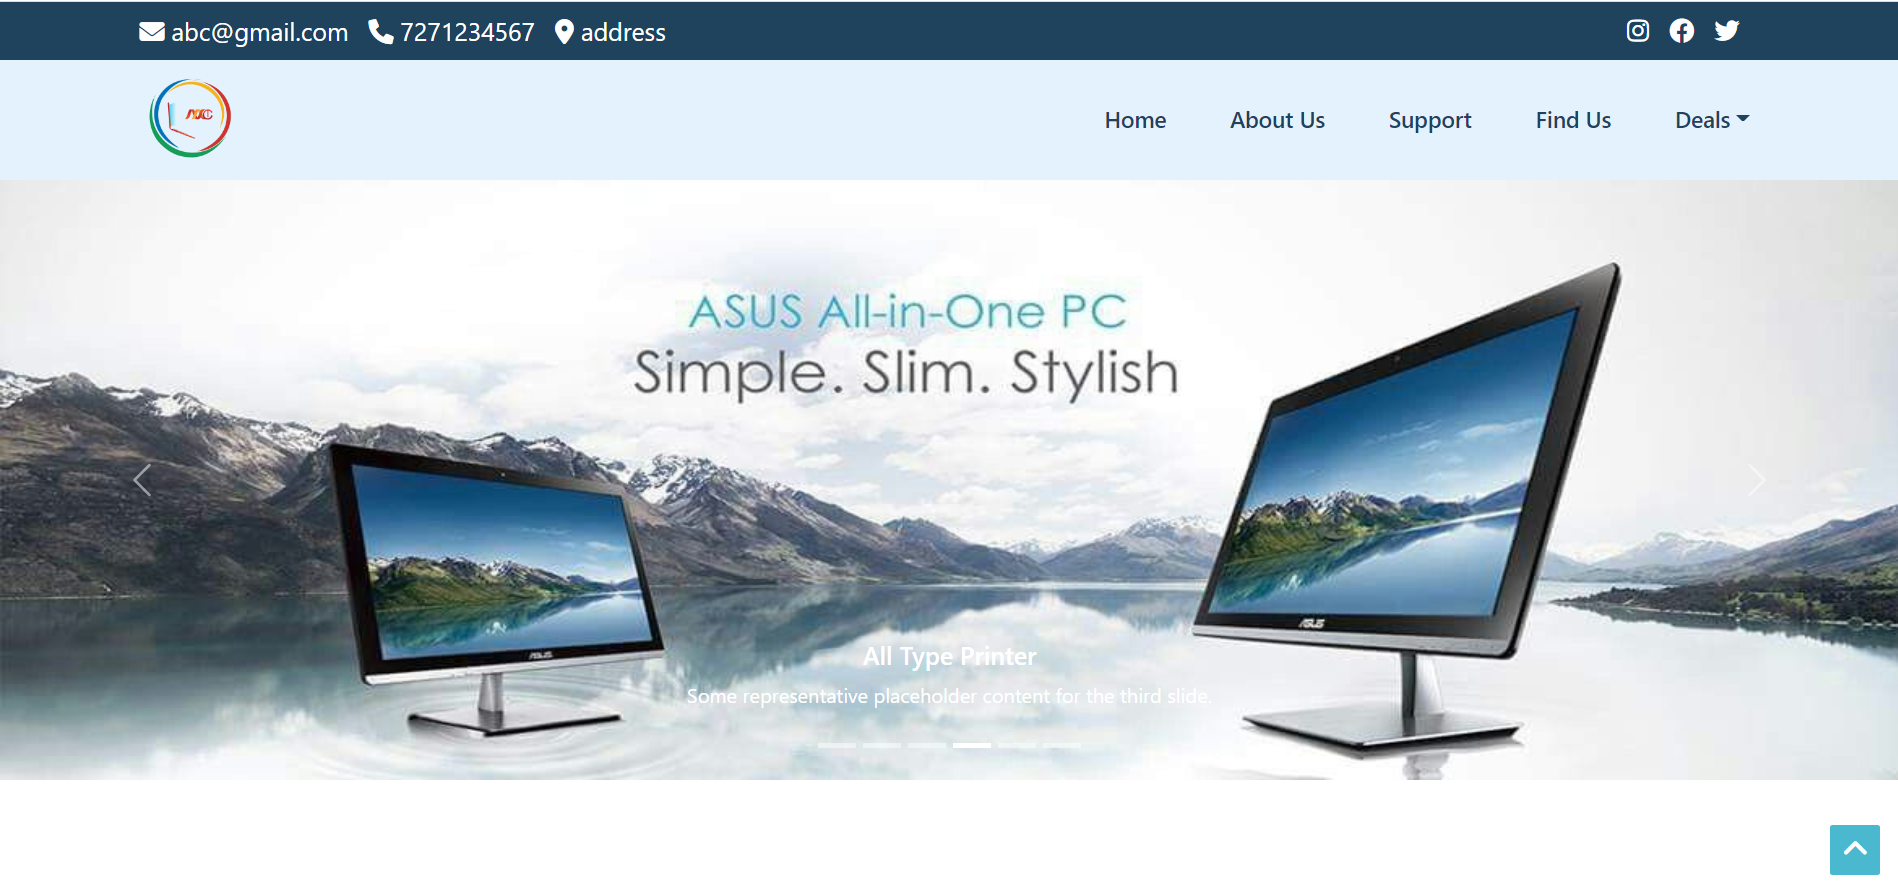 abc@gmail.com 7271234567 address
ABC
Home About Us Support Find Us Deals
ASUS All-in-One PC
Simple. Slim. Stylish
ASUS
ASUS
All Type Printer
Some representative placeholder content for the third slide.